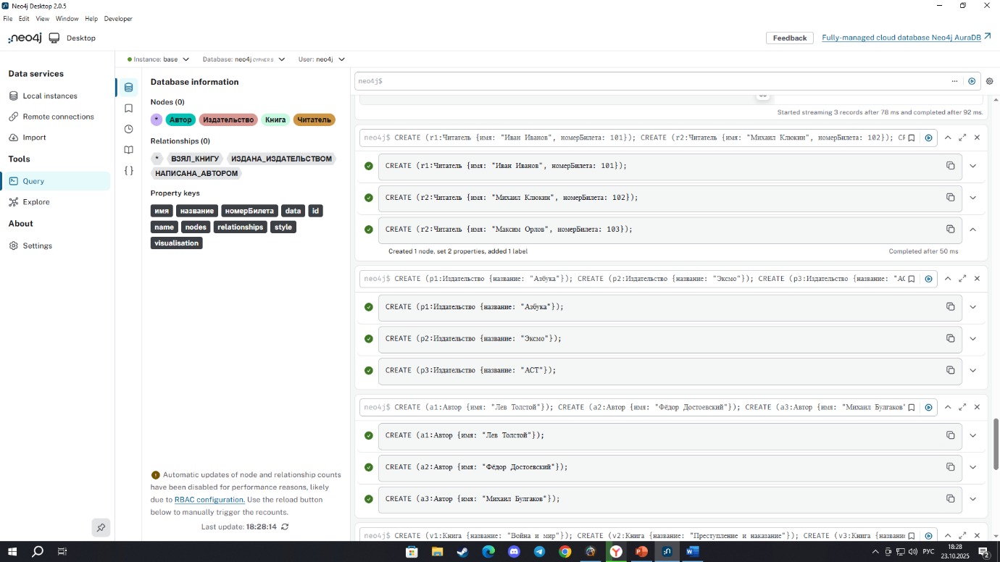 Neo4j Desktop 2.0.5
File Edit View Window Help Developer
neo4j Desktop Feedback Fully-managed cloud database Neo4j AuraDB
Data services
Local instances
Remote connections
Import
Tools
Query
Explore
About
Settings
Instance: base Database: neo4j CYPHER 5 User: neo4j
Database information
Nodes (0)
* Автор Издательство Книга Читатель
Relationships (0)
* ВЗЯЛ_КНИГУ ИЗДАНА_ИЗДАТЕЛЬСТВОМ
НАПИСАНА_АВТОРОМ
Property keys
имя название номерБилета data id
name nodes relationships style
visualisation
Automatic updates of node and relationship counts
have been disabled for performance reasons, likely
due to RBAC configuration. Use the reload button
below to manually trigger the recounts.
Last update: 18:28:14
neo4j$
Started streaming 3 records after 78 ms and completed after 92 ms.
neo4j$ CREATE (r1:Читатель {имя: "Иван Иванов", номерБилета: 101}); CREATE (r2:Читатель {имя: "Михаил Клюкин", номерБилета: 102}); CF
CREATE (r1:Читатель {имя: "Иван Иванов", номерБилета: 101});
CREATE (r2:Читатель {имя: "Михаил Клюкин", номерБилета: 102});
CREATE (r2:Читатель {имя: "Максим Орлов", номерБилета: 103});
Created 1 node, set 2 properties, added 1 label Completed after 50 ms
neo4j$ CREATE (p1:Издательство {название: "Азбука"}); CREATE (p2:Издательство {название: "Эксмо"}); CREATE (p3:Издательство {название: "АС
CREATE (p1:Издательство {название: "Азбука"});
CREATE (p2:Издательство {название: "Эксмо"});
CREATE (p3:Издательство {название: "АСТ"});
neo4j$ CREATE (a1:Автор {имя: "Лев Толстой"}); CREATE (a2:Автор {имя: "Фёдор Достоевский"}); CREATE (a3:Автор {имя: "Михаил Булгаков"
CREATE (a1:Автор {имя: "Лев Толстой"});
CREATE (a2:Автор {имя: "Фёдор Достоевский"});
CREATE (a3:Автор {имя: "Михаил Булгаков"});
neo4j$ CREATE (v1:Книга {название: "Война и мир"}); CREATE (v2:Книга {название: "Преступление и наказание"}); CREATE (v3:Книга {название
РУС
18:28
23.10.2025
2